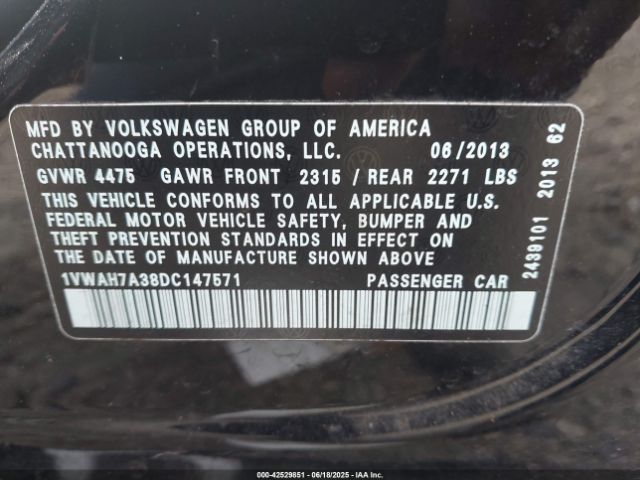 MFD BY VOLKSWAGEN GROUP OF AMERICA
CHATTANOOGA OPERATIONS, LLC. 06/2013
GVWR 4475 GAWR FRONT 2315 / REAR 2271 LBS
THIS VEHICLE CONFORMS TO ALL APPLICABLE U.S.
FEDERAL MOTOR VEHICLE SAFETY, BUMPER AND
THEFT PREVENTION STANDARDS IN EFFECT ON
THE DATE OF MANUFACTURE SHOWN ABOVE
1VWAH7A38DC147571 PASSENGER CAR
2439101 2013 62
000-42529851 - 06/18/2025 - IAAI.COM